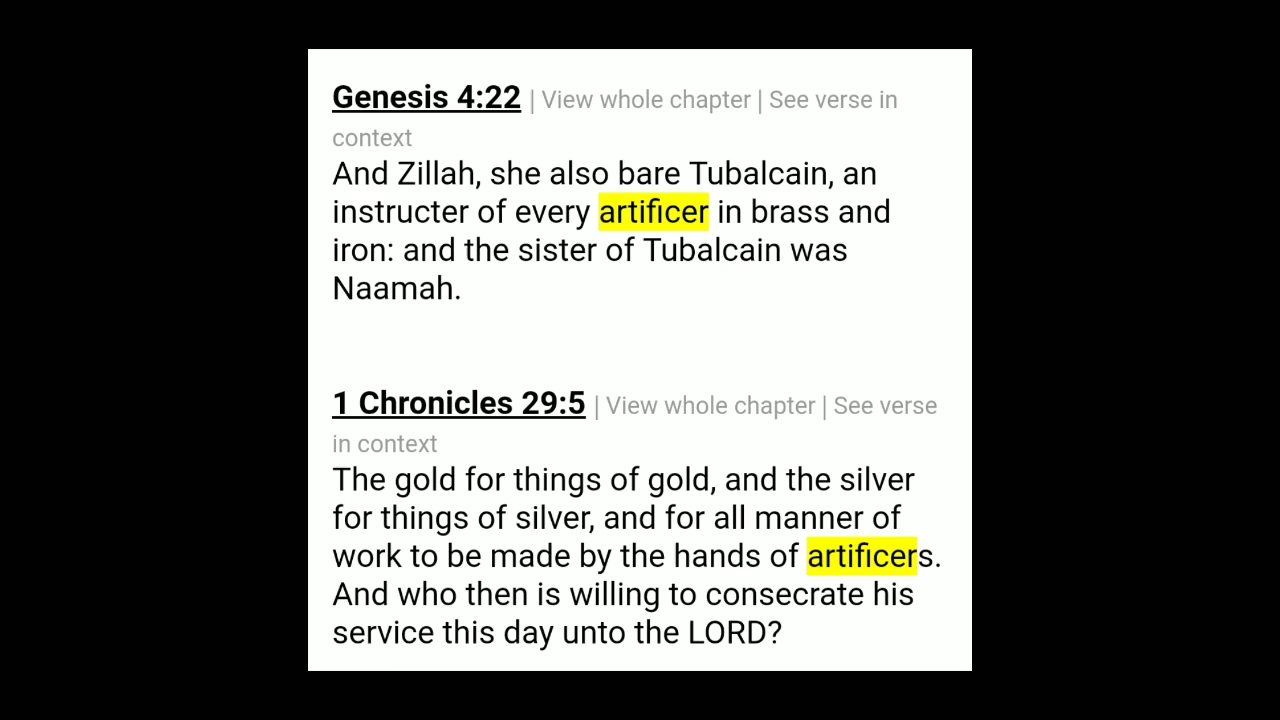 Genesis 4:22 | View whole chapter | See verse in
context
And Zillah, she also bare Tubalcain, an
instructer of every artificer in brass and
iron: and the sister of Tubalcain was
Naamah.
1 Chronicles 29:5 | View whole chapter | See verse
in context
The gold for things of gold, and the silver
for things of silver, and for all manner of
work to be made by the hands of artificers.
And who then is willing to consecrate his
service this day unto the LORD?